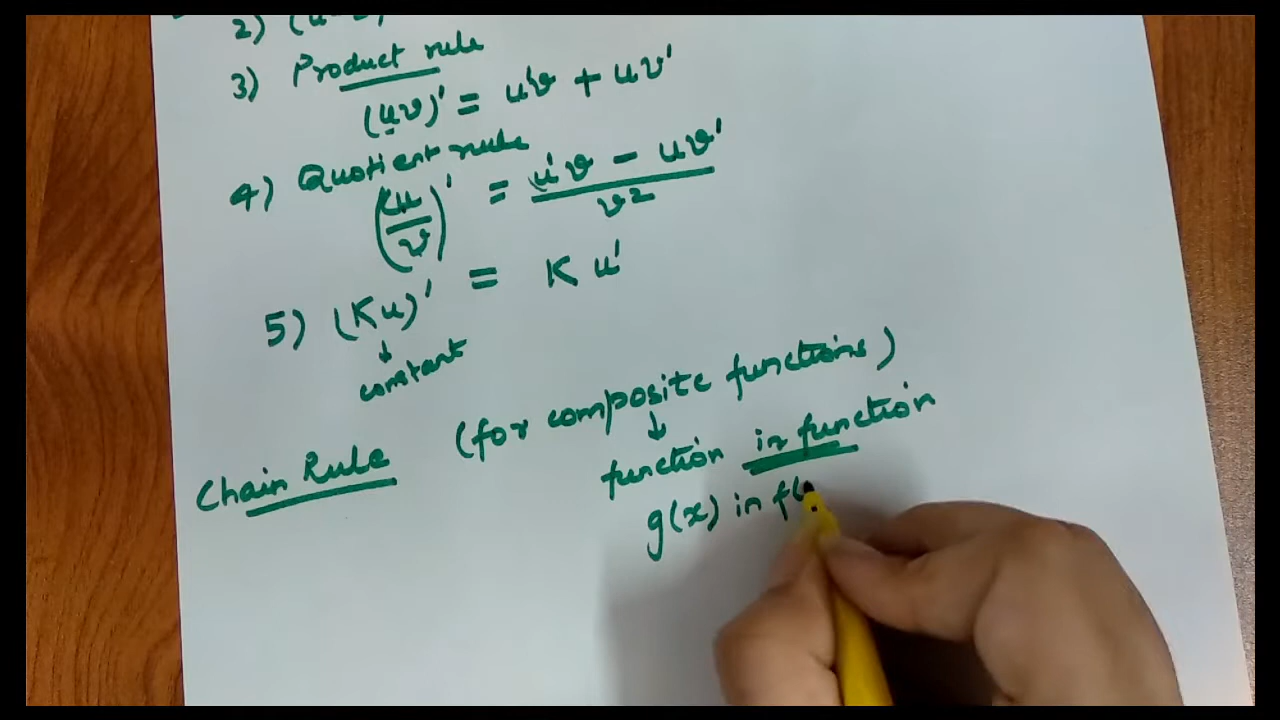 2) (u
3) Product rule
(uv)' = u'v + uv'
4) Quotient rule
(u/v)' = u'v - uv' / v²
5) (Ku)' = K u'
↓
constant
Chain Rule (for composite functions)
↓
function in function
g(x) in f(